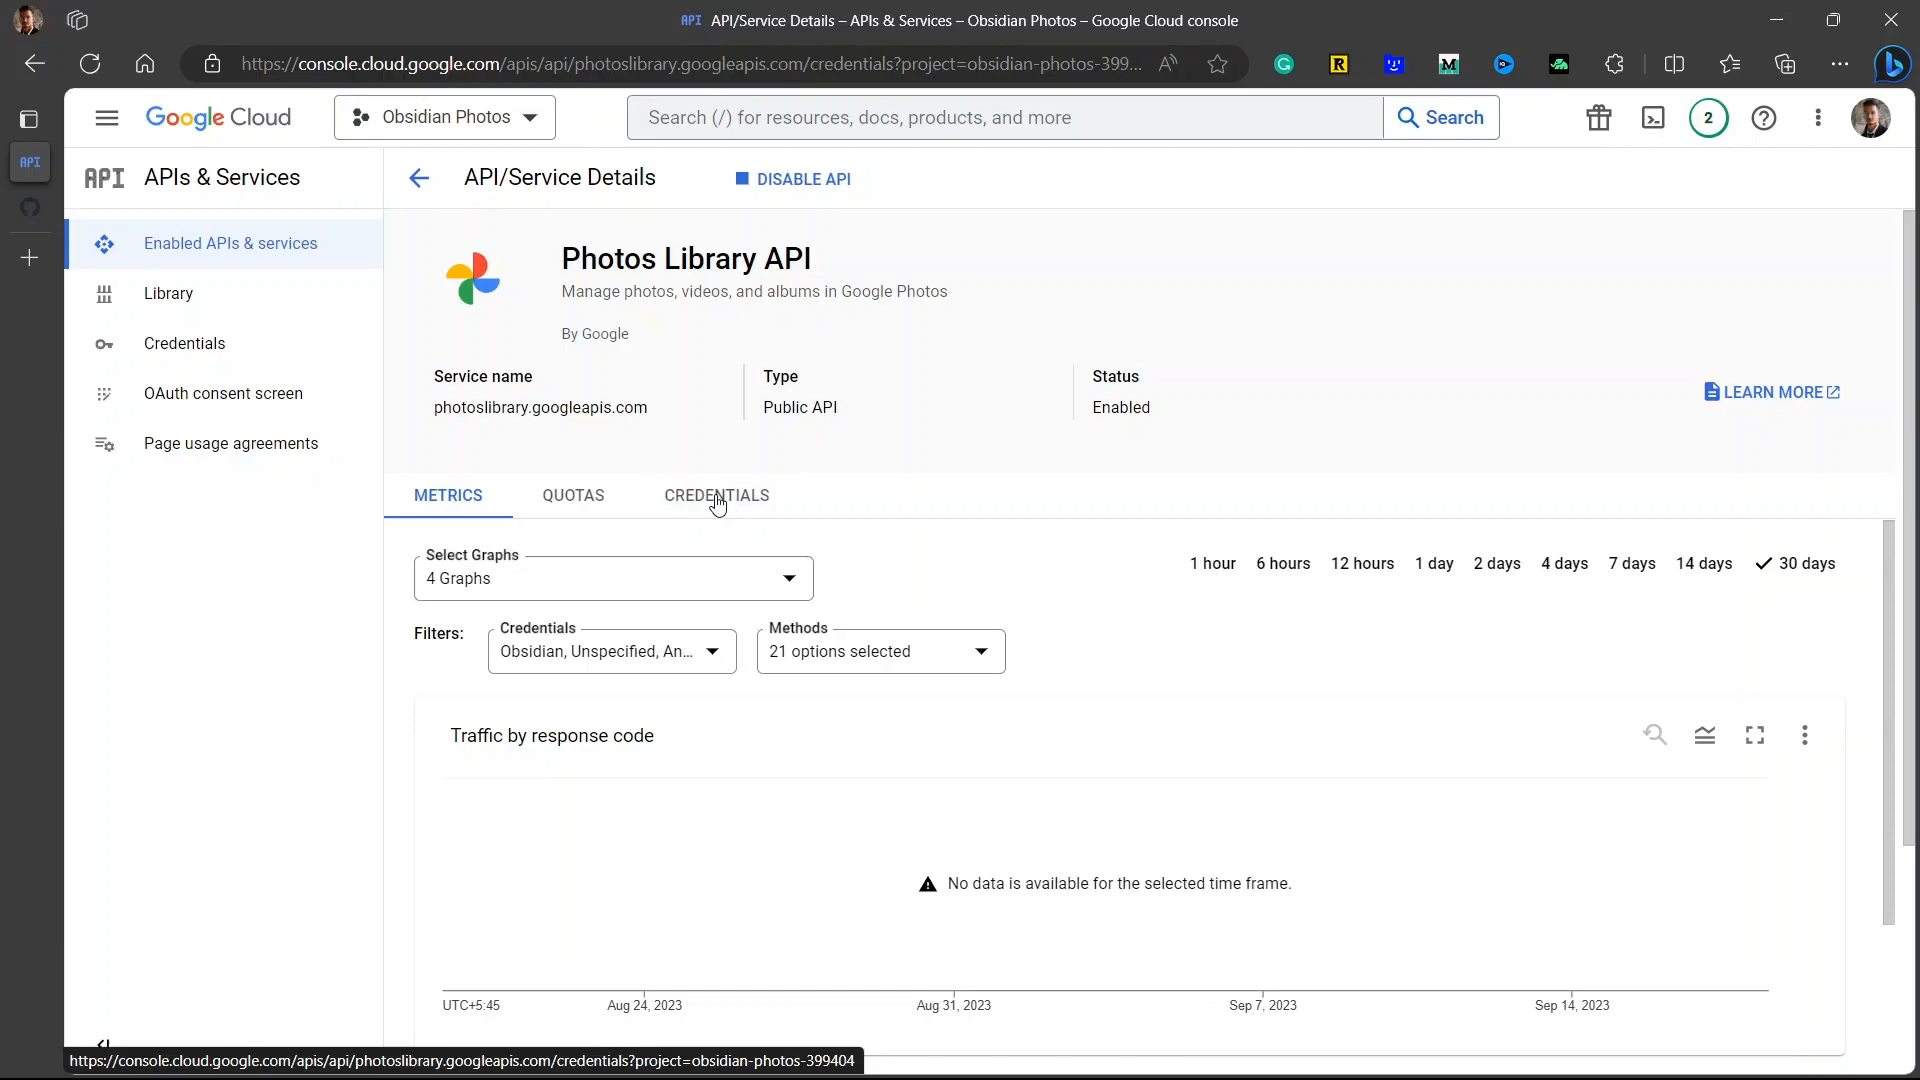 API API/Service Details – APIs & Services – Obsidian Photos – Google Cloud console
https://console.cloud.google.com/apis/api/photoslibrary.googleapis.com/credentials?project=obsidian-photos-399...
Google Cloud
Obsidian Photos
Search (/) for resources, docs, products, and more
Search
2
API
API APIs & Services
API/Service Details
DISABLE API
Enabled APIs & services
Library
Credentials
OAuth consent screen
Page usage agreements
Photos Library API
Manage photos, videos, and albums in Google Photos
By Google
Service name
photoslibrary.googleapis.com
Type
Public API
Status
Enabled
LEARN MORE
METRICS QUOTAS CREDENTIALS
Select Graphs
4 Graphs
1 hour 6 hours 12 hours 1 day 2 days 4 days 7 days 14 days 30 days
Filters:
Credentials
Obsidian, Unspecified, An...
Methods
21 options selected
Traffic by response code
No data is available for the selected time frame.
UTC+5:45 Aug 24, 2023 Aug 31, 2023 Sep 7, 2023 Sep 14, 2023
https://console.cloud.google.com/apis/api/photoslibrary.googleapis.com/credentials?project=obsidian-photos-399404